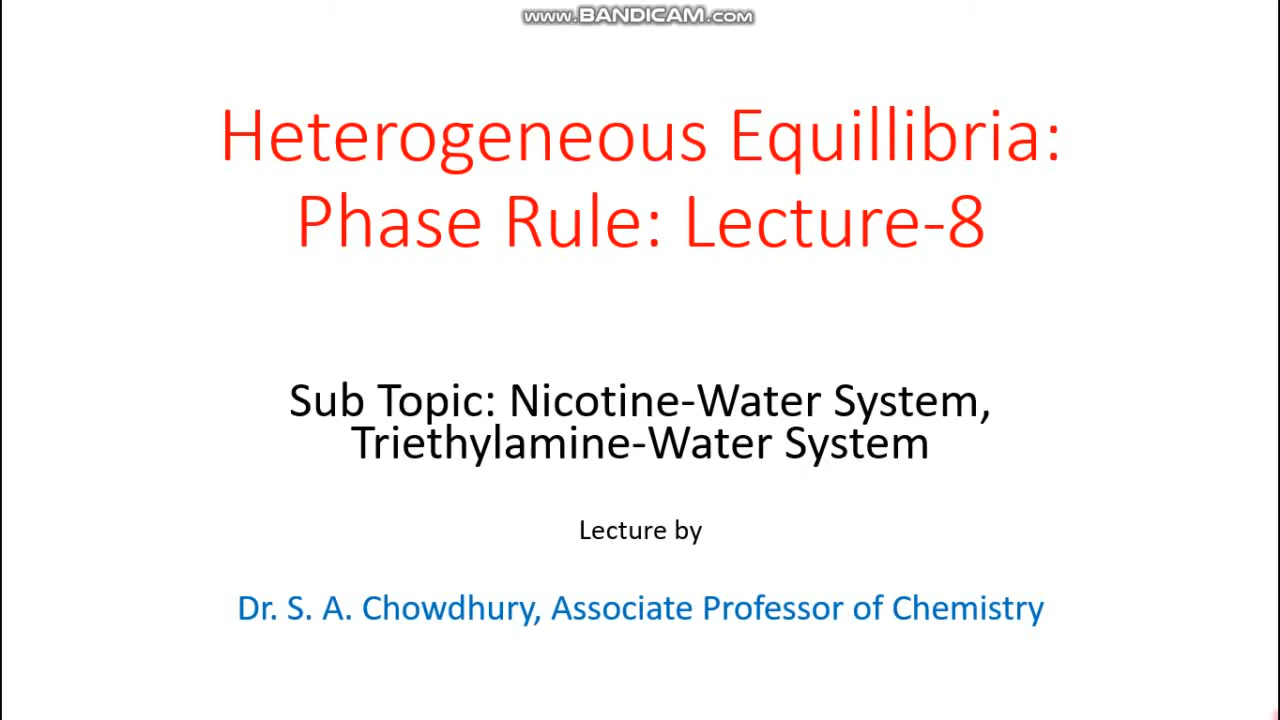 www.BANDICAM.com
Heterogeneous Equillibria:
Phase Rule: Lecture-8
Sub Topic: Nicotine-Water System,
Triethylamine-Water System
Lecture by
Dr. S. A. Chowdhury, Associate Professor of Chemistry